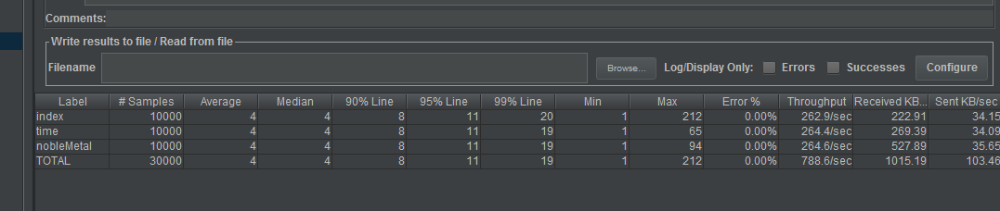 Comments:
Write results to file / Read from file
Filename Browse... Log/Display Only: Errors Successes Configure
Label # Samples Average Median 90% Line 95% Line 99% Line Min Max Error % Throughput Received KB... Sent KB/sec
index 10000 4 4 8 11 20 1 212 0.00% 262.9/sec 222.91 34.15
time 10000 4 4 8 11 19 1 65 0.00% 264.4/sec 269.39 34.09
nobleMetal 10000 4 4 8 11 19 1 94 0.00% 264.6/sec 527.89 35.65
TOTAL 30000 4 4 8 11 19 1 212 0.00% 788.6/sec 1015.19 103.46